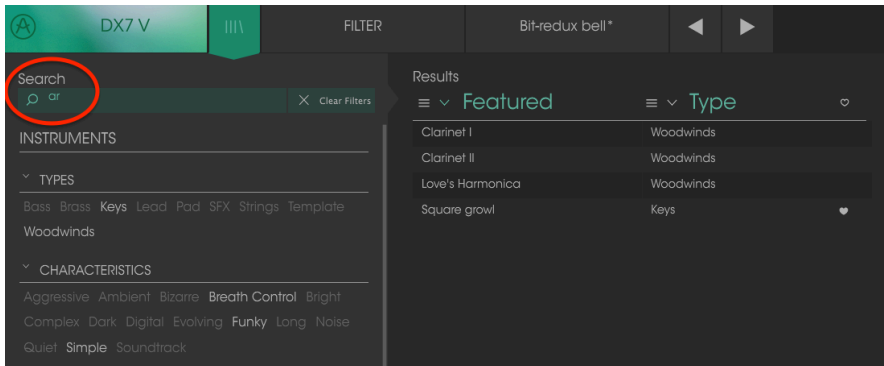 DX7 V
FILTER
Bit-redux bell*
Search
ar
Clear Filters
INSTRUMENTS
TYPES
Bass Brass Keys Lead Pad SFX Strings Template
Woodwinds
CHARACTERISTICS
Aggressive Ambient Bizarre Breath Control Bright
Complex Dark Digital Evolving Funky Long Noise
Quiet Simple Soundtrack
Results
Featured Type
Clarinet I Woodwinds
Clarinet II Woodwinds
Love's Harmonica Woodwinds
Square growl Keys